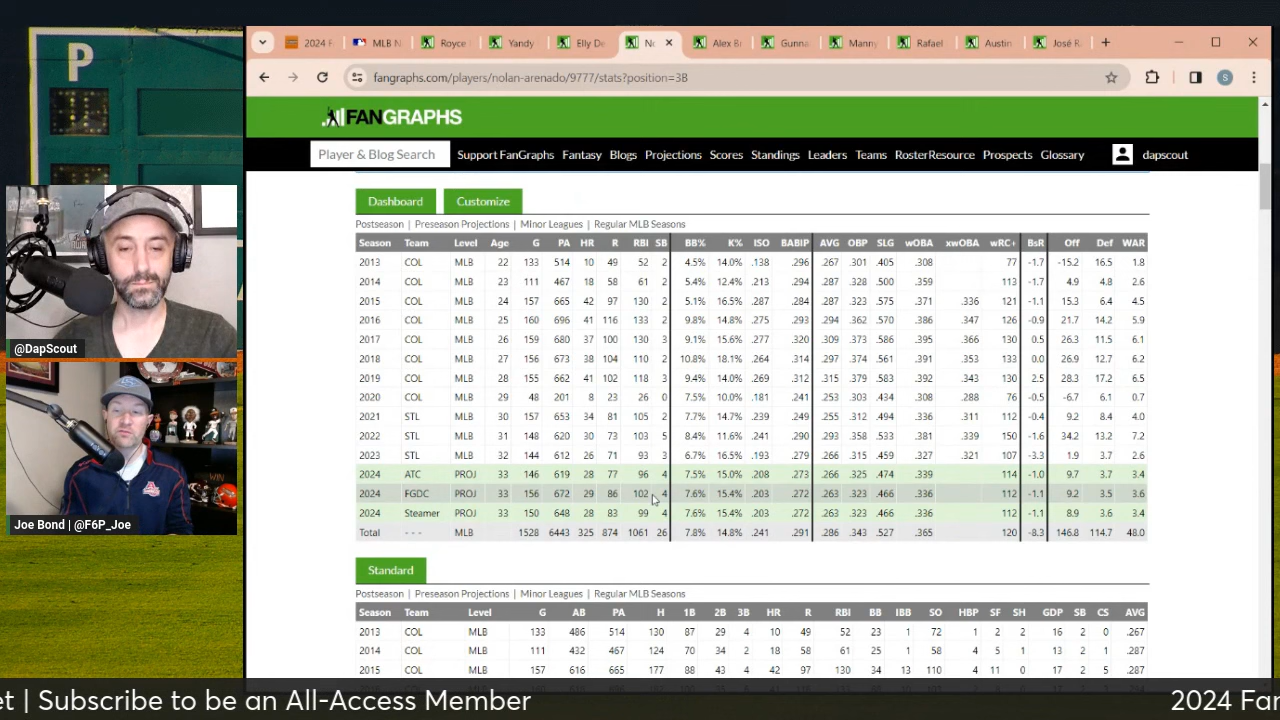 P
2024 F
MLB N
Royce
Yandy
Elly De
No
Alex Br
Gunna
Manny
Rafael
Austin
José R
fangraphs.com/players/nolan-arenado/9777/stats?position=3B
S
FANGRAPHS
Player & Blog Search Support FanGraphs Fantasy Blogs Projections Scores Standings Leaders Teams RosterResource Prospects Glossary dapscout
Dashboard Customize
Postseason | Preseason Projections | Minor Leagues | Regular MLB Seasons
Season Team Level Age G PA HR R RBI SB BB% K% ISO BABIP AVG OBP SLG wOBA xwOBA wRC+ BsR Off Def WAR
2013 COL MLB 22 133 514 10 49 52 2 4.5% 14.0% .138 .296 .267 .301 .405 .308 77 -1.7 -15.2 16.5 1.8
2014 COL MLB 23 111 467 18 58 61 2 5.4% 12.4% .213 .294 .287 .328 .500 .359 113 -1.7 4.9 4.8 2.6
2015 COL MLB 24 157 665 42 97 130 2 5.1% 16.5% .287 .284 .287 .323 .575 .371 .336 121 -1.1 15.3 6.4 4.5
2016 COL MLB 25 160 696 41 116 133 2 9.8% 14.8% .275 .293 .294 .362 .570 .386 .347 126 -0.9 21.7 14.2 5.9
2017 COL MLB 26 159 680 37 100 130 3 9.1% 15.6% .277 .320 .309 .373 .586 .395 .366 130 0.5 26.3 11.5 6.1
2018 COL MLB 27 156 673 38 104 110 2 10.8% 18.1% .264 .314 .297 .374 .561 .391 .353 133 0.0 26.9 12.7 6.2
2019 COL MLB 28 155 662 41 102 118 3 9.4% 14.0% .269 .312 .315 .379 .583 .392 .343 130 2.5 28.3 17.2 6.5
2020 COL MLB 29 48 201 8 23 26 0 7.5% 10.0% .181 .241 .253 .303 .434 .308 .288 76 -0.5 -6.7 6.1 0.7
2021 STL MLB 30 157 653 34 81 105 2 7.7% 14.7% .239 .249 .255 .312 .494 .336 .311 112 -0.4 9.2 8.4 4.0
2022 STL MLB 31 148 620 30 73 103 5 8.4% 11.6% .241 .290 .293 .358 .533 .381 .339 150 -1.6 34.2 13.2 7.2
2023 STL MLB 32 144 612 26 71 93 3 6.7% 16.5% .193 .279 .266 .315 .459 .327 .321 107 -3.3 1.9 3.7 2.6
2024 ATC PROJ 33 146 619 28 77 96 4 7.5% 15.0% .208 .273 .266 .325 .474 .339 114 -1.0 9.7 3.7 3.4
2024 FGDC PROJ 33 156 672 29 86 102 4 7.6% 15.4% .203 .272 .263 .323 .466 .336 112 -1.1 9.2 3.5 3.6
2024 Steamer PROJ 33 150 648 28 83 99 4 7.6% 15.4% .203 .272 .263 .323 .466 .336 112 -1.1 8.9 3.6 3.4
Total - - - MLB 1528 6443 325 874 1061 26 7.8% 14.8% .241 .291 .286 .343 .527 .365 120 -8.3 146.8 114.7 48.0
Standard
Postseason | Preseason Projections | Minor Leagues | Regular MLB Seasons
Season Team Level G AB PA H 1B 2B 3B HR R RBI BB IBB SO HBP SF SH GDP SB CS AVG
2013 COL MLB 133 486 514 130 87 29 4 10 49 52 23 1 72 1 2 2 16 2 0 .267
2014 COL MLB 111 432 467 124 70 34 2 18 58 61 25 1 58 4 5 1 13 2 1 .287
2015 COL MLB 157 616 665 177 88 43 4 42 97 130 34 13 110 4 11 0 17 2 5 .287
@DapScout
Joe Bond | @F6P_Joe
et | Subscribe to be an All-Access Member
2024 Fan